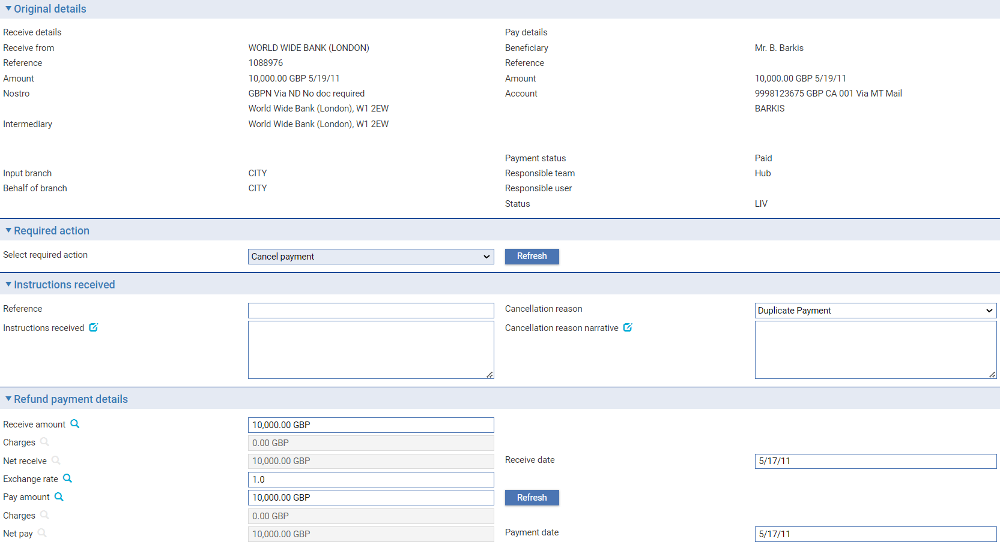 Original details
Receive details Pay details
Receive from WORLD WIDE BANK (LONDON) Beneficiary Mr. B. Barkis
Reference 1088976 Reference
Amount 10,000.00 GBP 5/19/11 Amount 10,000.00 GBP 5/19/11
Nostro GBPN Via ND No doc required Account 9998123675 GBP CA 001 Via MT Mail
World Wide Bank (London), W1 2EW BARKIS
Intermediary World Wide Bank (London), W1 2EW
Payment status Paid
Input branch CITY Responsible team Hub
Behalf of branch CITY Responsible user
Status LIV
Required action
Select required action Cancel payment Refresh
Instructions received
Reference Cancellation reason Duplicate Payment
Instructions received Cancellation reason narrative
Refund payment details
Receive amount 10,000.00 GBP
Charges 0.00 GBP
Net receive 10,000.00 GBP Receive date 5/17/11
Exchange rate 1.0
Pay amount 10,000.00 GBP Refresh
Charges 0.00 GBP
Net pay 10,000.00 GBP Payment date 5/17/11